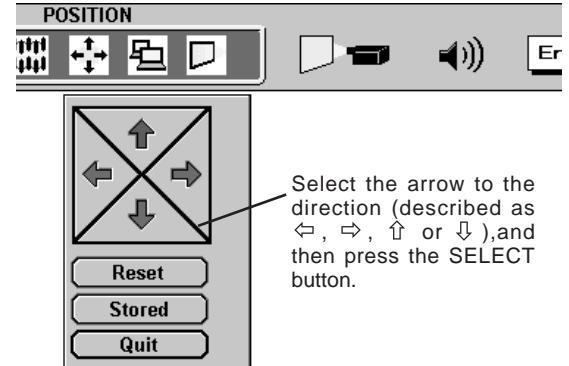 POSITION
Er
Select the arrow to the
direction (described as
⇦ , ⇨ , ⇧ or ⇩ ),and
then press the SELECT
button.
Reset
Stored
Quit